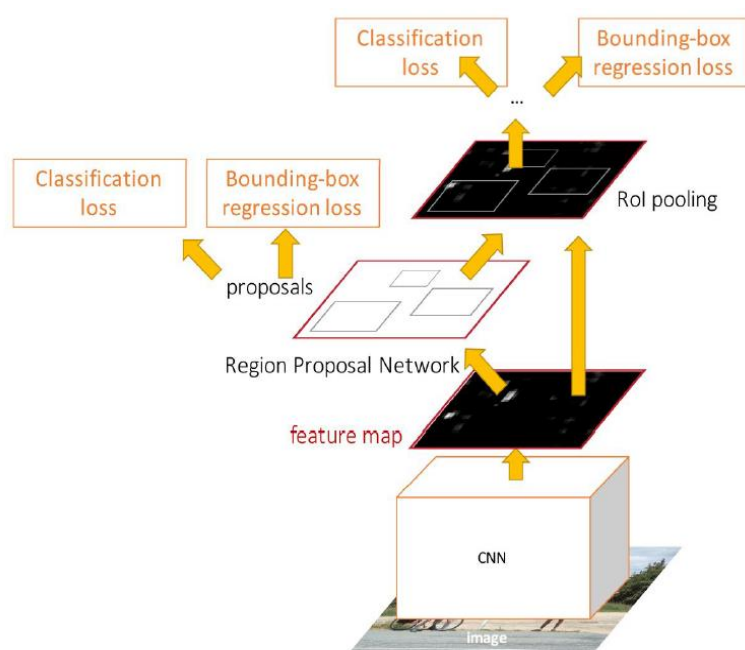 Classification
loss
Bounding-box
regression loss
...
Classification
loss
Bounding-box
regression loss
RoI pooling
proposals
Region Proposal Network
feature map
CNN
image